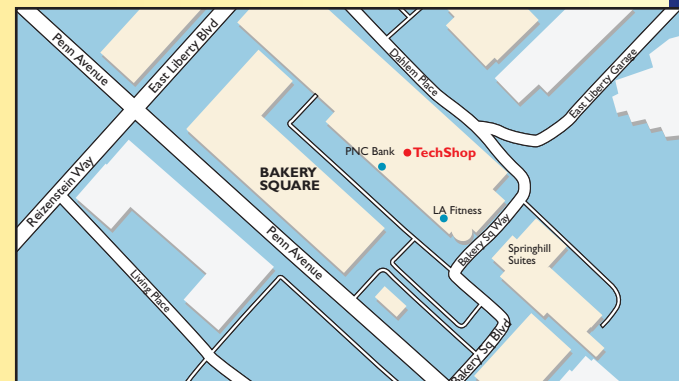 Penn Avenue
East Liberty Blvd
Dahlem Place
East Liberty Garage
PNC Bank
TechShop
BAKERY
SQUARE
Reizenstein Way
LA Fitness
Bakery Sq Way
Springhill
Suites
Penn Avenue
Living Place
Bakery Sq Blvd